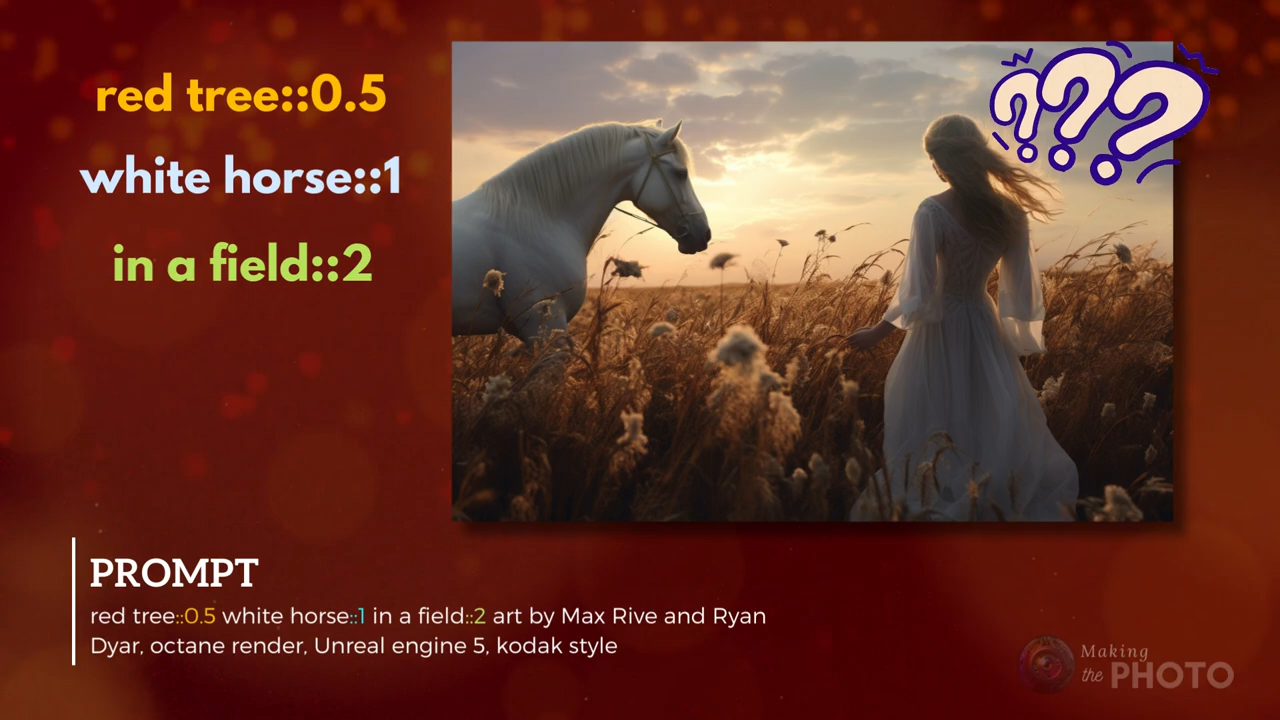 red tree::0.5
white horse::1
in a field::2
???
PROMPT
red tree::0.5 white horse::1 in a field::2 art by Max Rive and Ryan
Dyar, octane render, Unreal engine 5, kodak style
Making
the PHOTO